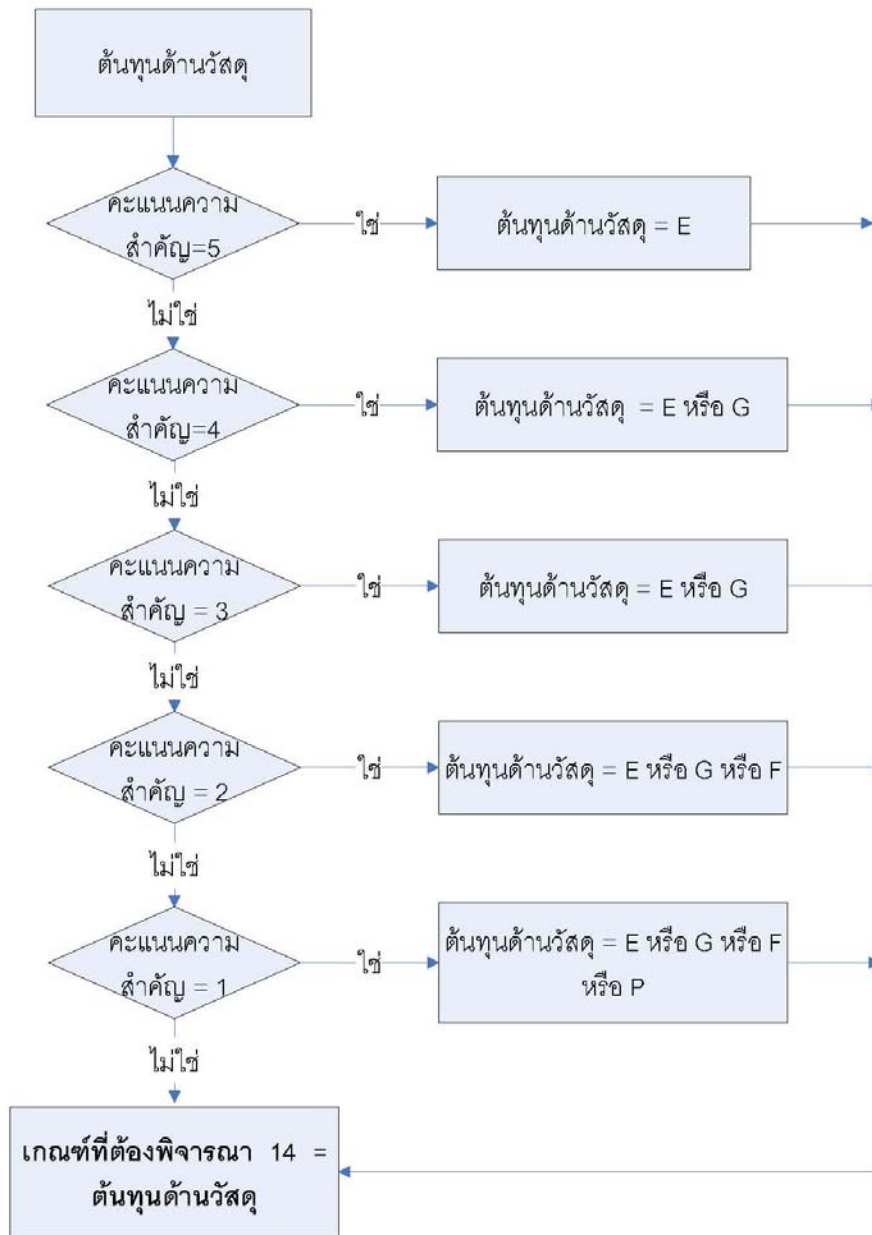 ต้นทุนด้านวัสดุ
คะแนนความ
สำคัญ=5
ใช่
ต้นทุนด้านวัสดุ = E
ไม่ใช่
คะแนนความ
สำคัญ=4
ใช่
ต้นทุนด้านวัสดุ = E หรือ G
ไม่ใช่
คะแนนความ
สำคัญ = 3
ใช่
ต้นทุนด้านวัสดุ = E หรือ G
ไม่ใช่
คะแนนความ
สำคัญ = 2
ใช่
ต้นทุนด้านวัสดุ = E หรือ G หรือ F
ไม่ใช่
คะแนนความ
สำคัญ = 1
ใช่
ต้นทุนด้านวัสดุ = E หรือ G หรือ F
หรือ P
ไม่ใช่
เกณฑ์ที่ต้องพิจารณา 14 =
ต้นทุนด้านวัสดุ